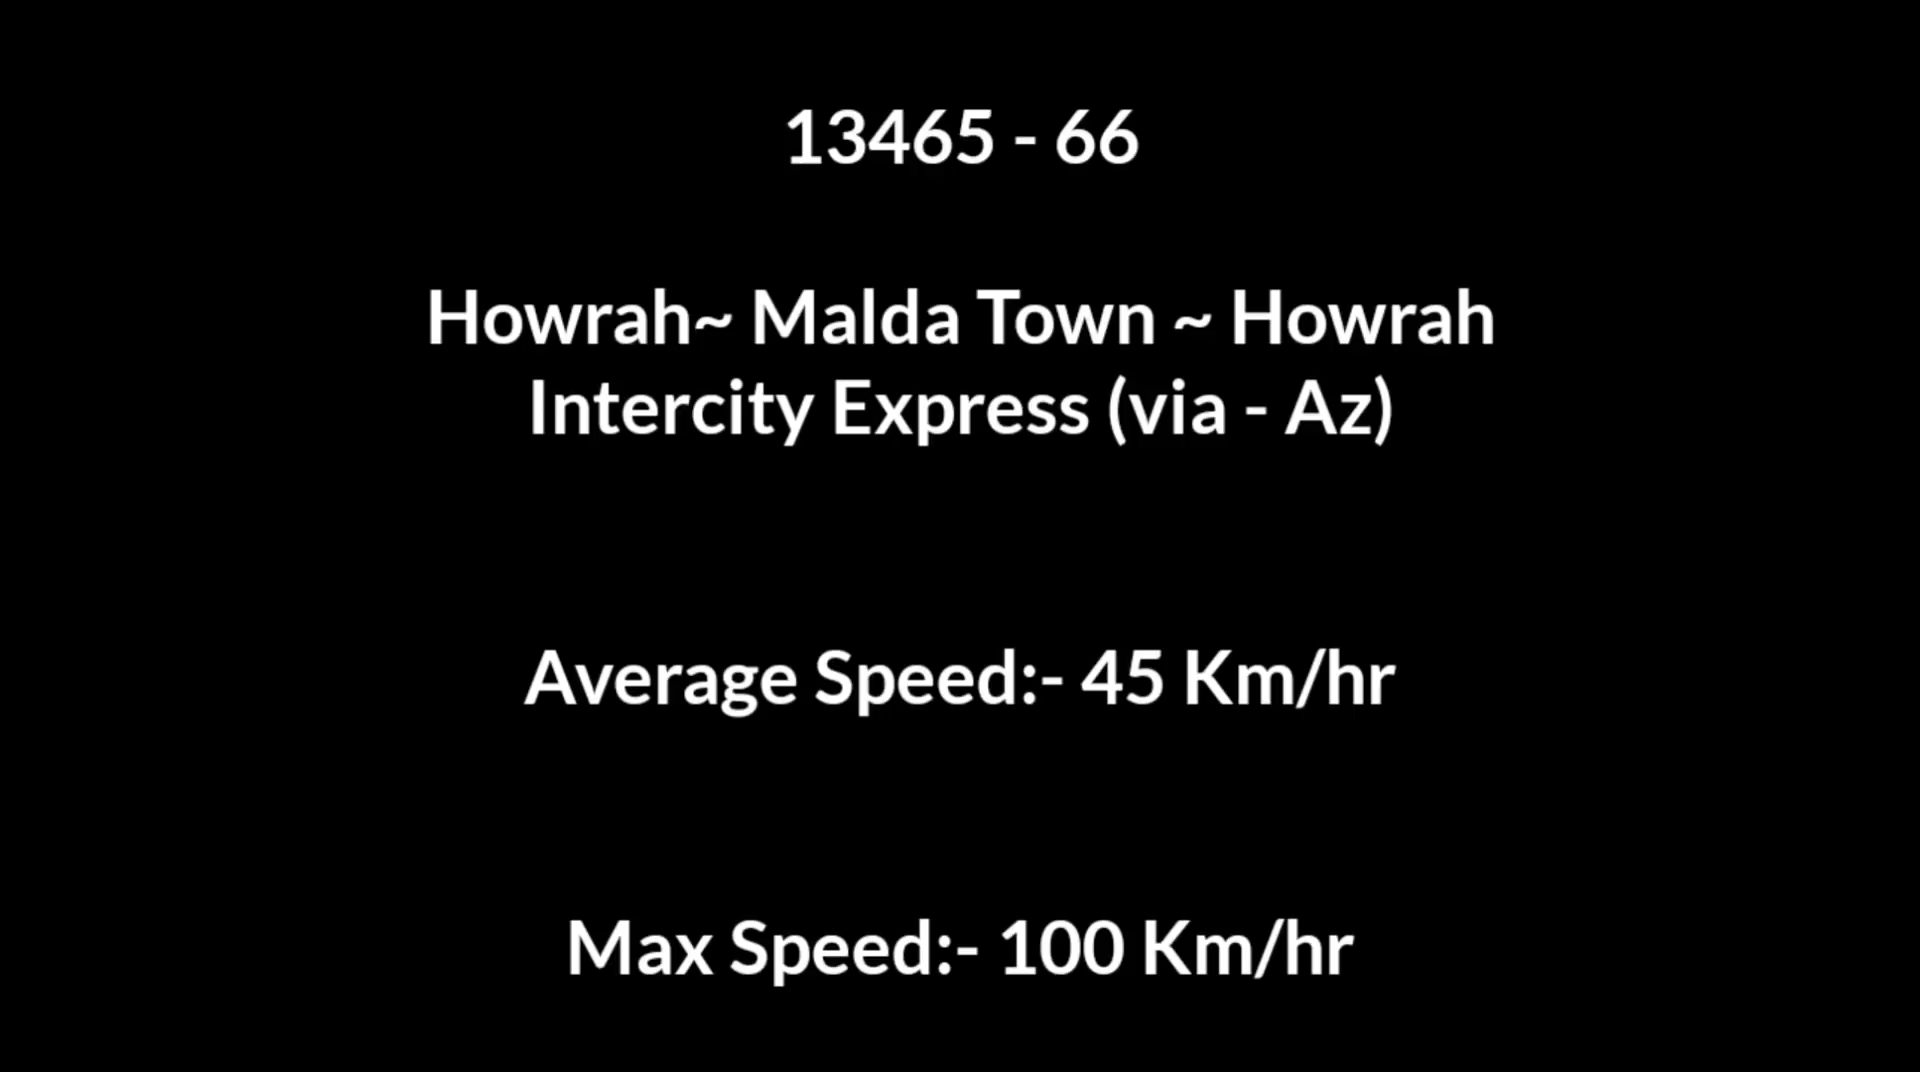 13465 - 66
Howrah~ Malda Town ~ Howrah
Intercity Express (via - Az)
Average Speed:- 45 Km/hr
Max Speed:- 100 Km/hr